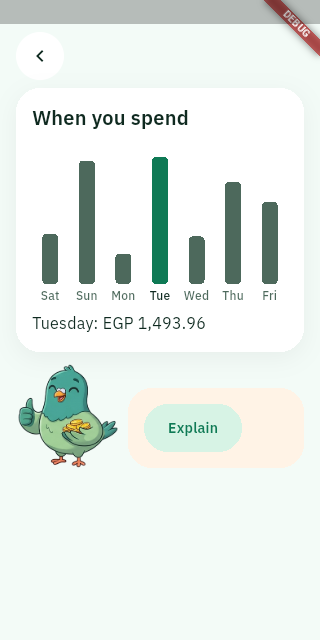 DEBUG
When you spend
Sat Sun Mon Tue Wed Thu Fri
Tuesday: EGP 1,493.96
Explain